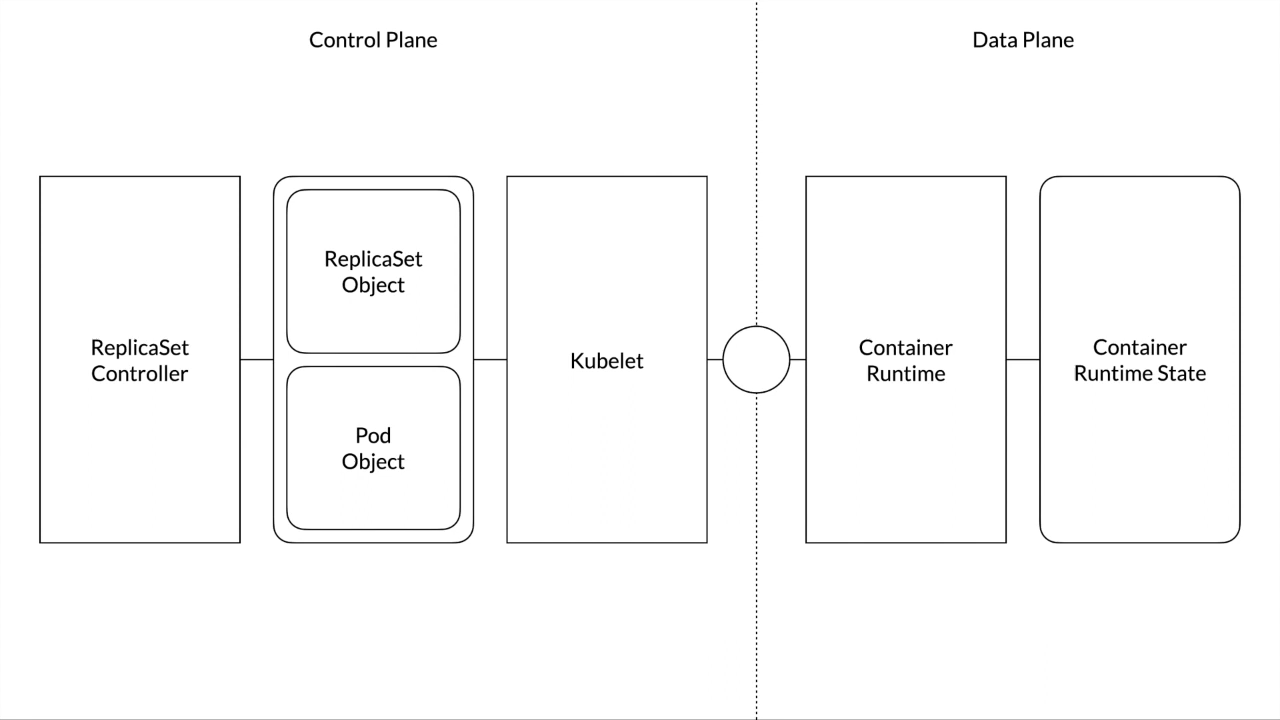 Control Plane
Data Plane
ReplicaSet
Controller
ReplicaSet
Object
Pod
Object
Kubelet
Container
Runtime
Container
Runtime State